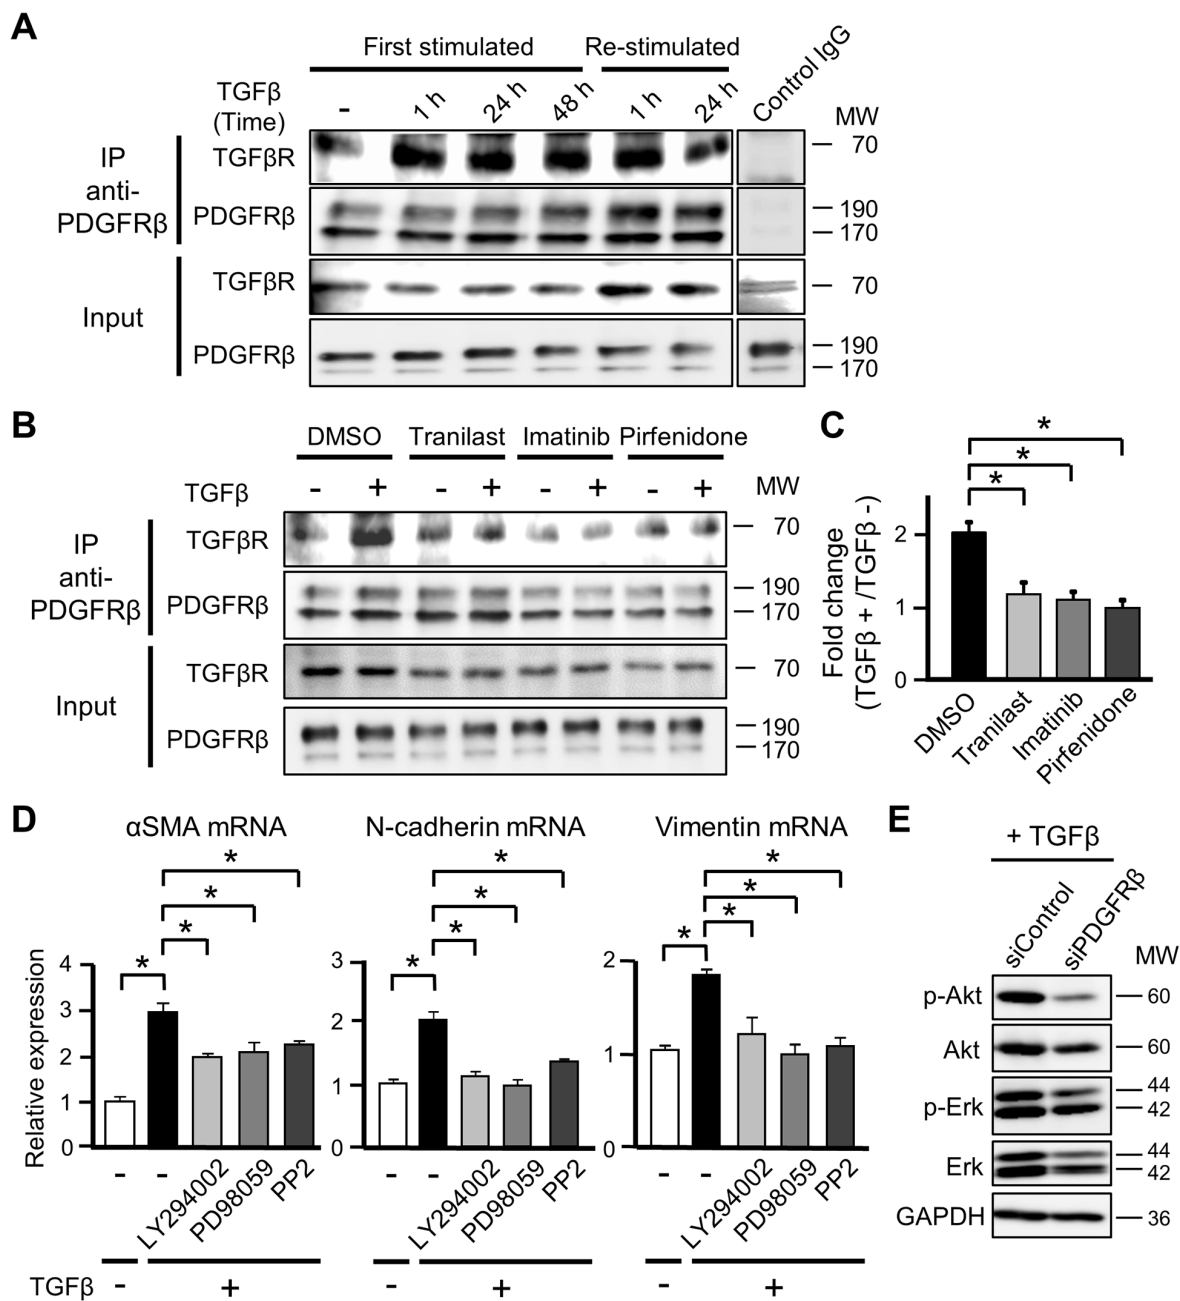 A
First stimulated
Re-stimulated
Control IgG
TGFβ
(Time)
-
1 h
24 h
48 h
1 h
24 h
MW
IP
anti-
PDGFRβ
TGFβR
70
PDGFRβ
190
170
Input
TGFβR
70
PDGFRβ
190
170
B
DMSO
Tranilast
Imatinib
Pirfenidone
TGFβ
- + - + - + - +
MW
IP
anti-
PDGFRβ
TGFβR
70
PDGFRβ
190
170
Input
TGFβR
70
PDGFRβ
190
170
C
*
*
*
Fold change
(TGFβ + /TGFβ -)
2
1
0
DMSO
Tranilast
Imatinib
Pirfenidone
D
αSMA mRNA
*
*
*
*
Relative expression
4
3
2
1
0
-
-
LY294002
PD98059
PP2
TGFβ
-
+
N-cadherin mRNA
*
*
*
*
3
2
1
0
-
-
LY294002
PD98059
PP2
-
+
Vimentin mRNA
*
*
*
*
2
1
0
-
-
LY294002
PD98059
PP2
-
+
E
+ TGFβ
siControl
siPDGFRβ
MW
p-Akt
60
Akt
60
p-Erk
44
42
Erk
44
42
GAPDH
36